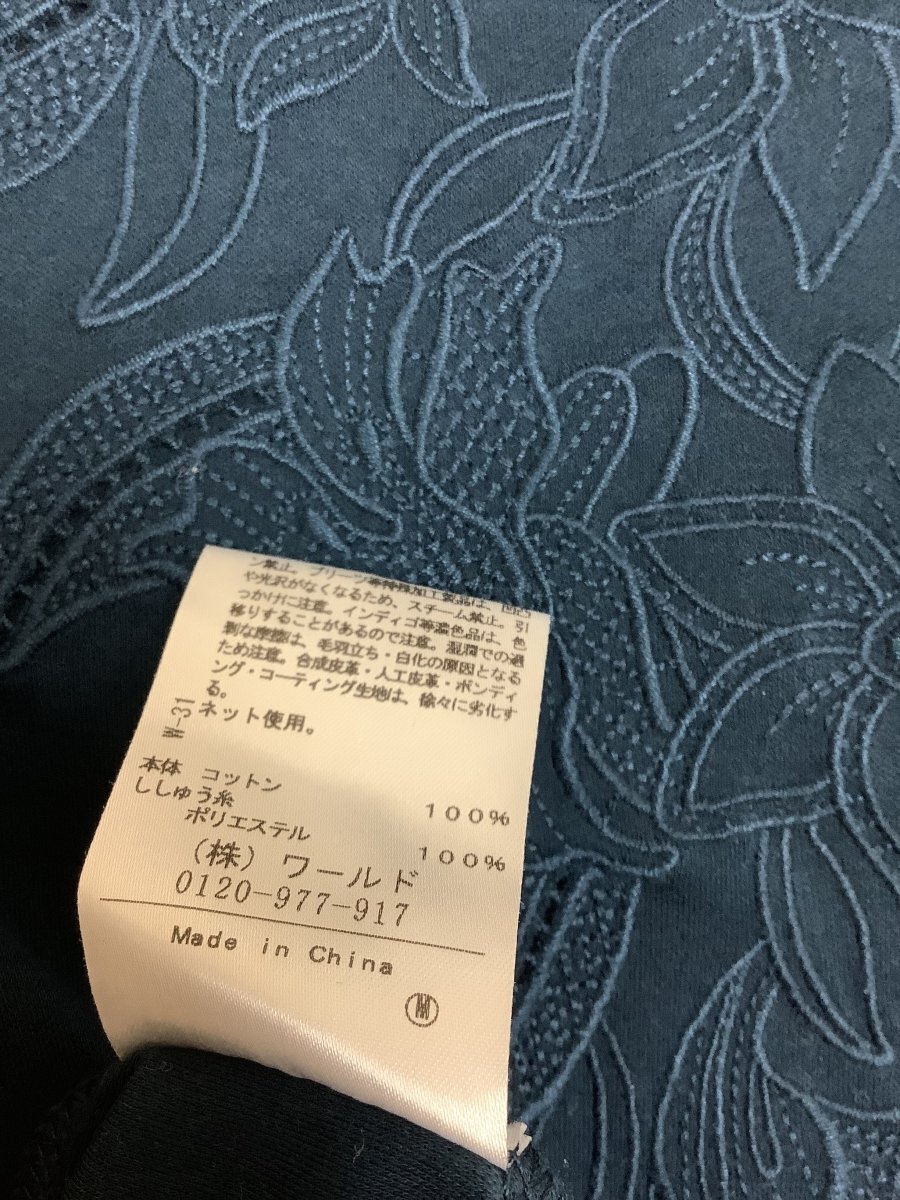 ン禁止。プリーツ等特殊加工製品は、凹凸
や光沢がなくなるため、スチーム禁止。引
っかけに注意。インディゴ等濃色品は、色
移りすることがあるので注意。湿潤での過
剰な摩擦は、毛羽立ち・白化の原因となる
ため注意。合成皮革・人工皮革・ボンディ
ング・コーティング生地は、徐々に劣化す
る。
ネット使用。
W-31
本体 コットン 100%
ししゅう糸
ポリエステル 100%
(株) ワールド
0120-977-917
Made in China